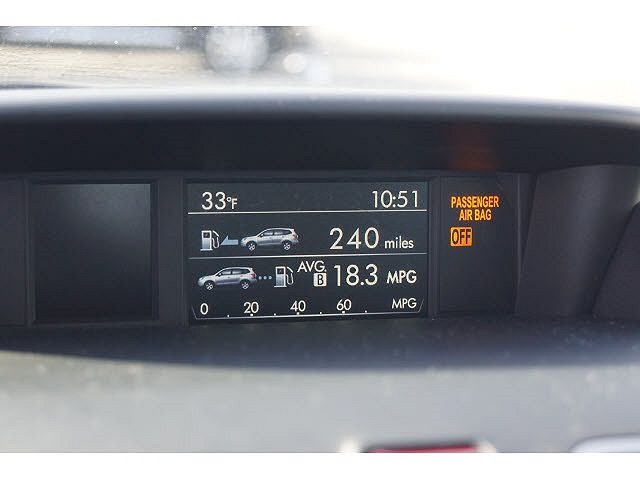 33°F 10:51
240 miles
AVG B 18.3 MPG
0 20 40 60 MPG
PASSENGER
AIR BAG
OFF